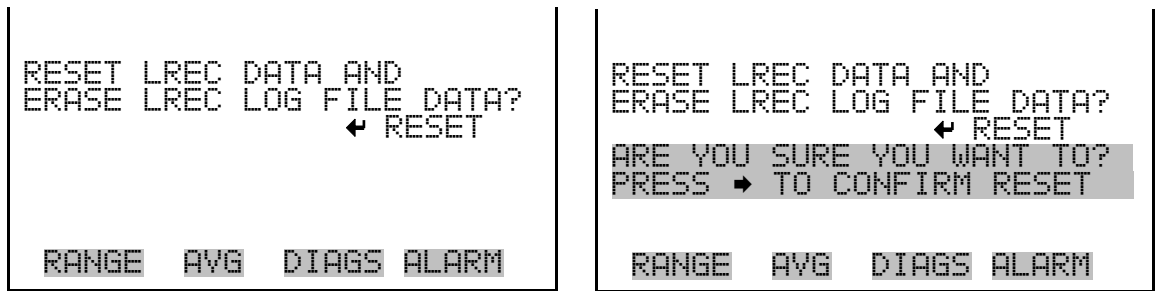 RESET LREC DATA AND
ERASE LREC LOG FILE DATA?
↵ RESET
RANGE AVG DIAGS ALARM
RESET LREC DATA AND
ERASE LREC LOG FILE DATA?
↵ RESET
ARE YOU SURE YOU WANT TO?
PRESS → TO CONFIRM RESET
RANGE AVG DIAGS ALARM